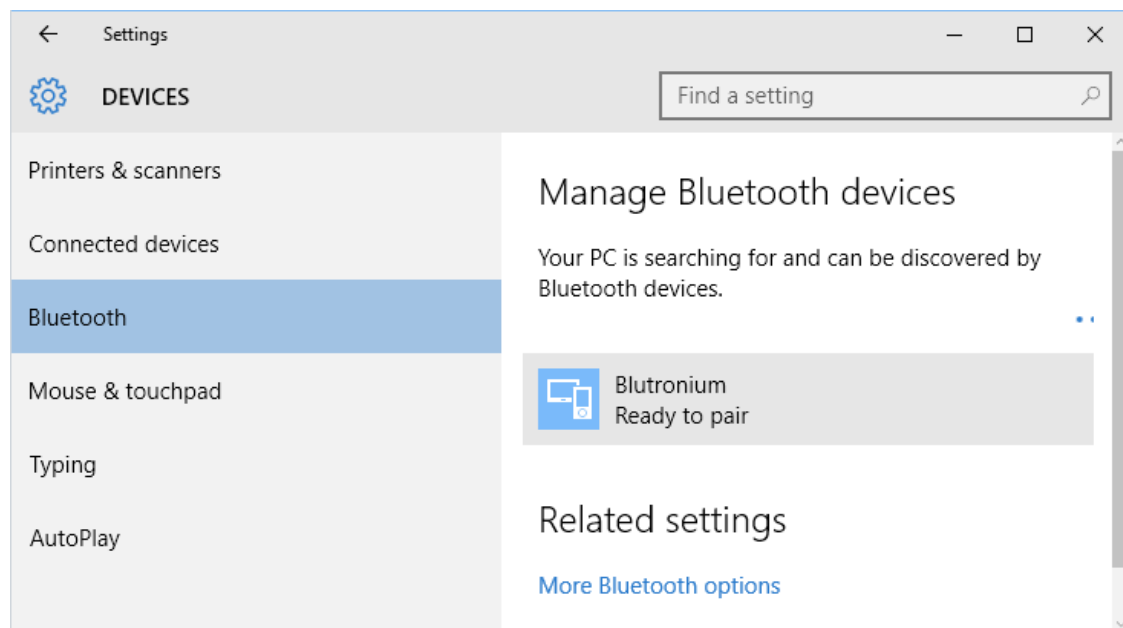 Settings
DEVICES
Find a setting
Printers & scanners
Connected devices
Bluetooth
Mouse & touchpad
Typing
AutoPlay
Manage Bluetooth devices
Your PC is searching for and can be discovered by
Bluetooth devices.
Blutronium
Ready to pair
Related settings
More Bluetooth options